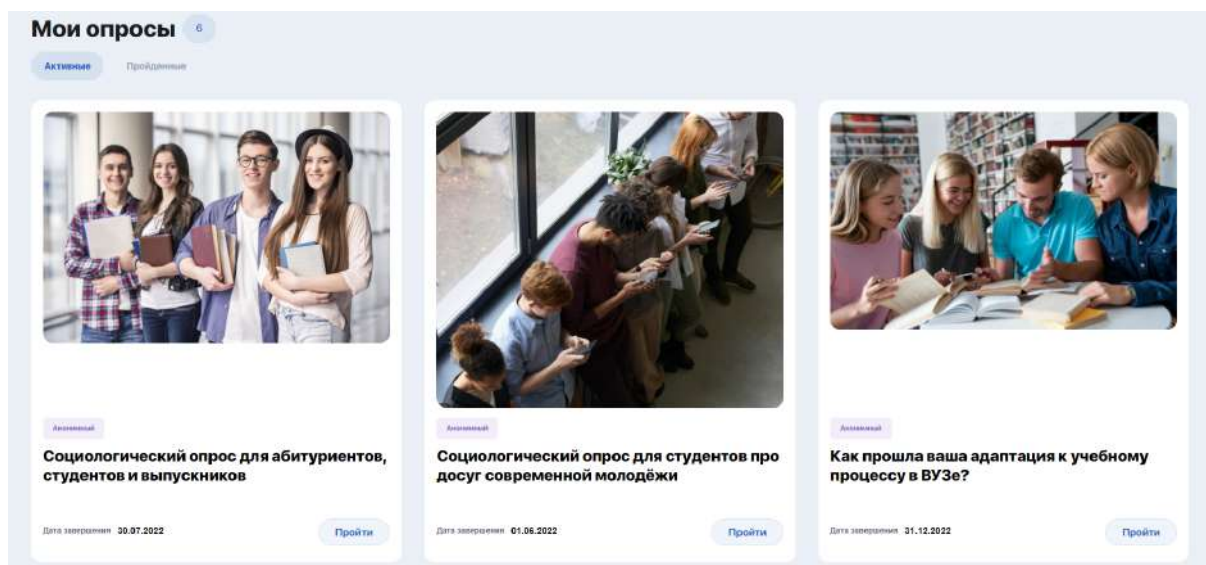 Мои опросы 6
Активные Пройденные
Анонимный
Социологический опрос для абитуриентов,
студентов и выпускников
Дата завершения 30.07.2022 Пройти
Анонимный
Социологический опрос для студентов про
досуг современной молодёжи
Дата завершения 01.06.2022 Пройти
Анонимный
Как прошла ваша адаптация к учебному
процессу в ВУЗе?
Дата завершения 31.12.2022 Пройти